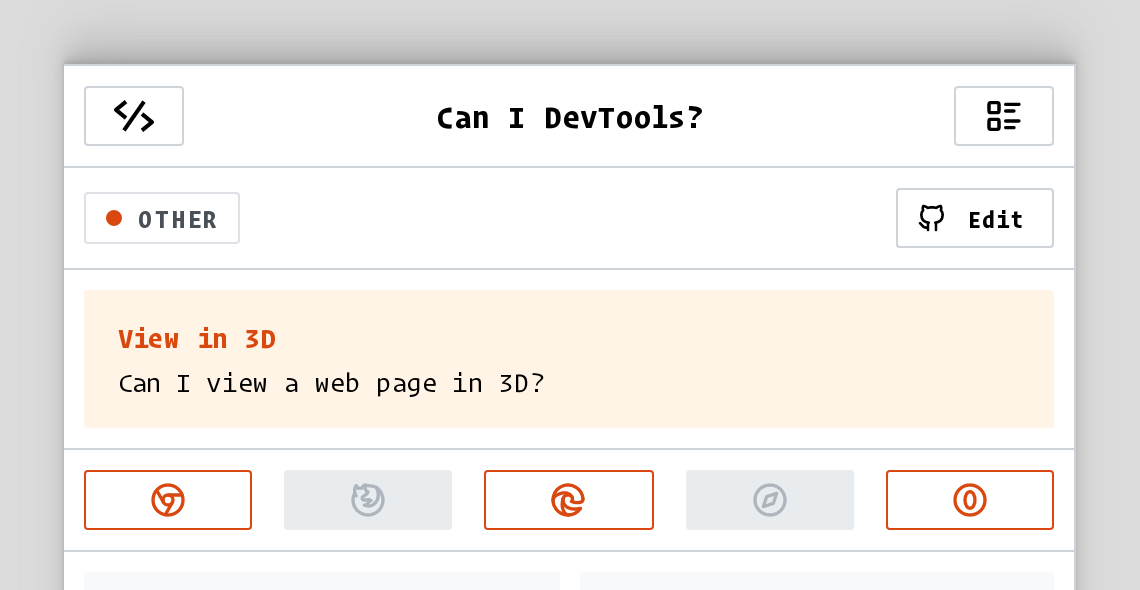 Can I DevTools?
OTHER
Edit
View in 3D
Can I view a web page in 3D?